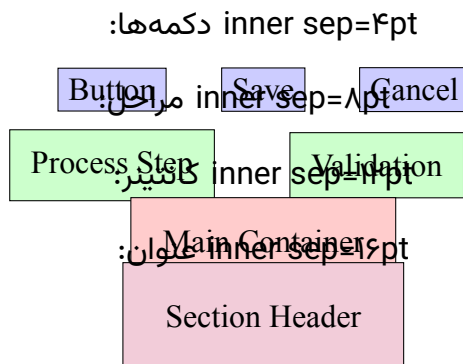 inner sep=۴pt دکمه‌ها:
Button Save Cancel
inner sep=۸pt مراحل:
Process Step Validation
inner sep=۱۲pt کانتینر:
Main Container
inner sep=۱۶pt عنوان:
Section Header